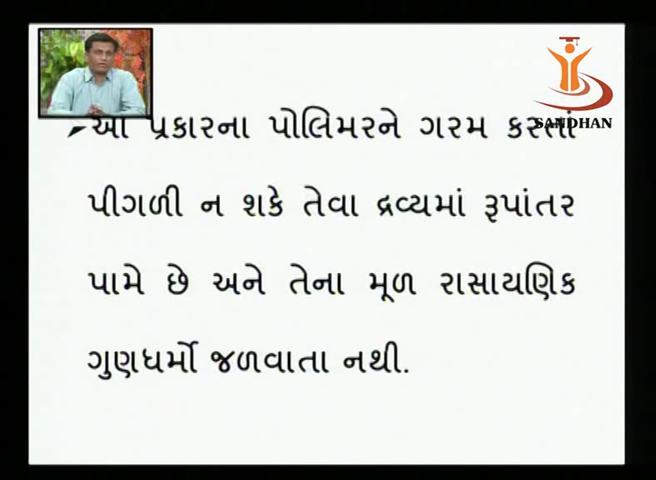 SANDHAN
➤આ પ્રકારના પોલિમરને ગરમ કરતાં
પીગળી ન શકે તેવા દ્રવ્યમાં રૂપાંતર
પામે છે અને તેના મૂળ રાસાયણિક
ગુણધર્મો જળવાતા નથી.